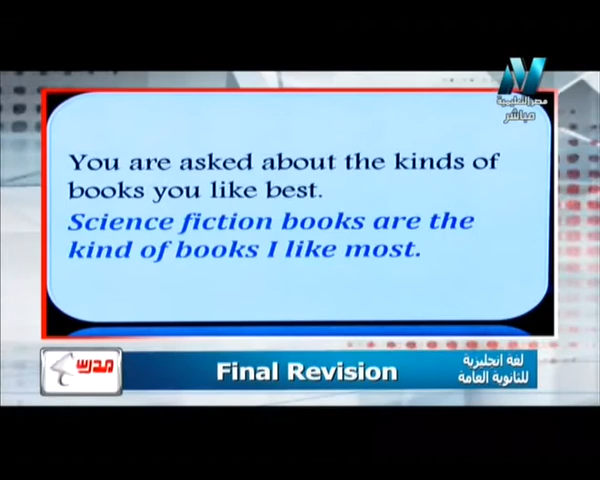 مصر التعليمية
مباشر
You are asked about the kinds of
books you like best.
Science fiction books are the
kind of books I like most.
مدرستنا
Final Revision
لغة انجليزية
للثانوية العامة